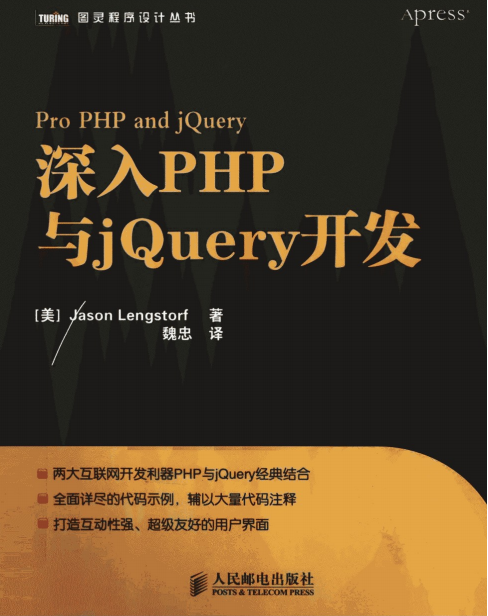 TURING 图灵程序设计丛书
Apress®
Pro PHP and jQuery
深入PHP
与jQuery开发
[美] Jason Lengstorf 著
魏忠 译
两大互联网开发利器PHP与jQuery经典结合
全面详尽的代码示例，辅以大量代码注释
打造互动性强、超级友好的用户界面
人民邮电出版社
POSTS & TELECOM PRESS